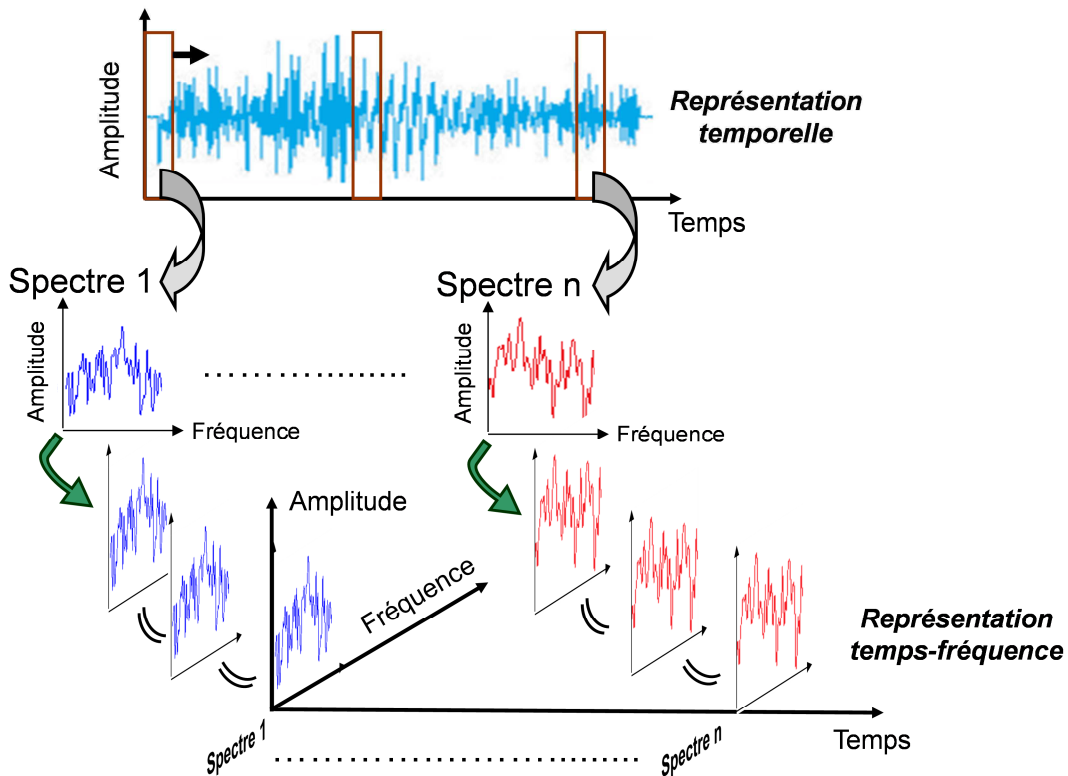 Amplitude
Représentation
temporelle
Temps
Spectre 1
Spectre n
Amplitude
Fréquence
Amplitude
Fréquence
Amplitude
Fréquence
Représentation
temps-fréquence
Spectre 1
Spectre n
Temps